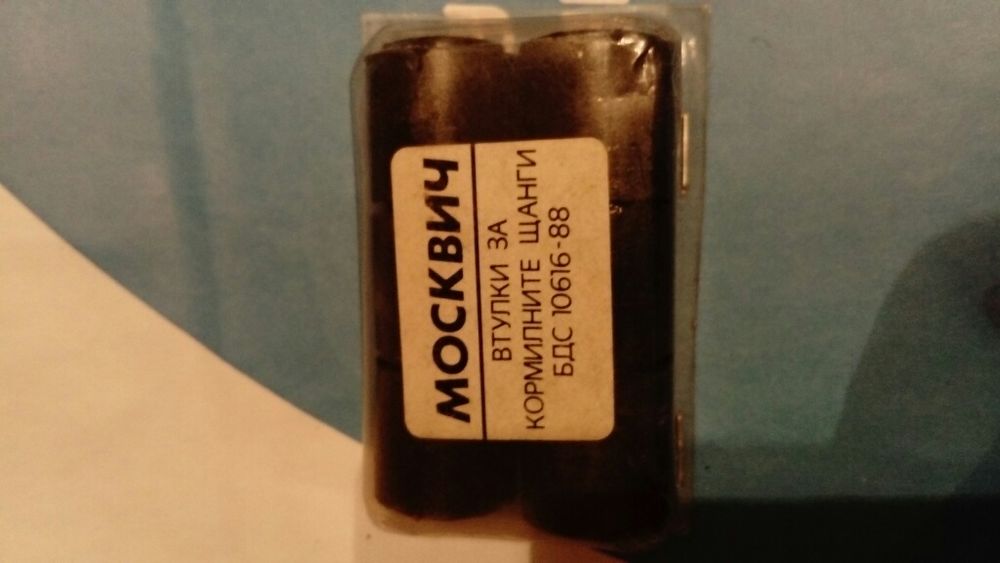 МОСКВИЧ
ВТУЛКИ ЗА
КОРМИЛНИТЕ ЩАНГИ
БДС 10616-88